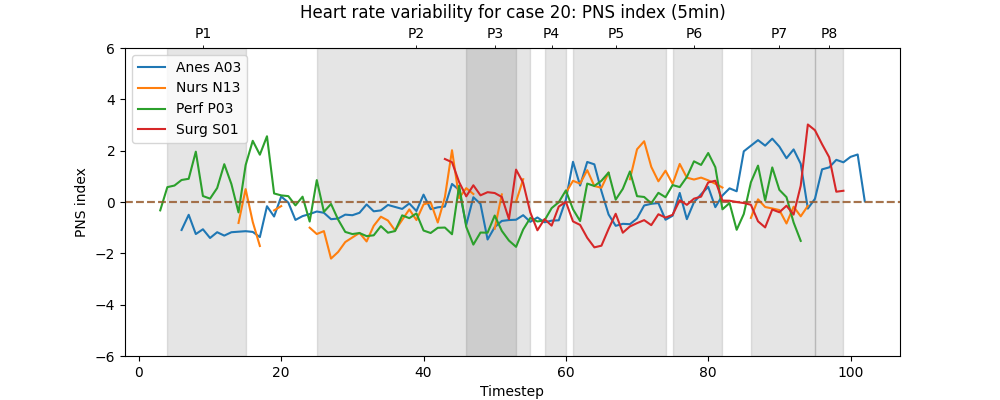 Heart rate variability for case 20: PNS index (5min)
P1 P2 P3 P4 P5 P6 P7 P8
Anes A03
Nurs N13
Perf P03
Surg S01
PNS index
6
4
2
0
−2
−4
−6
0 20 40 60 80 100
Timestep